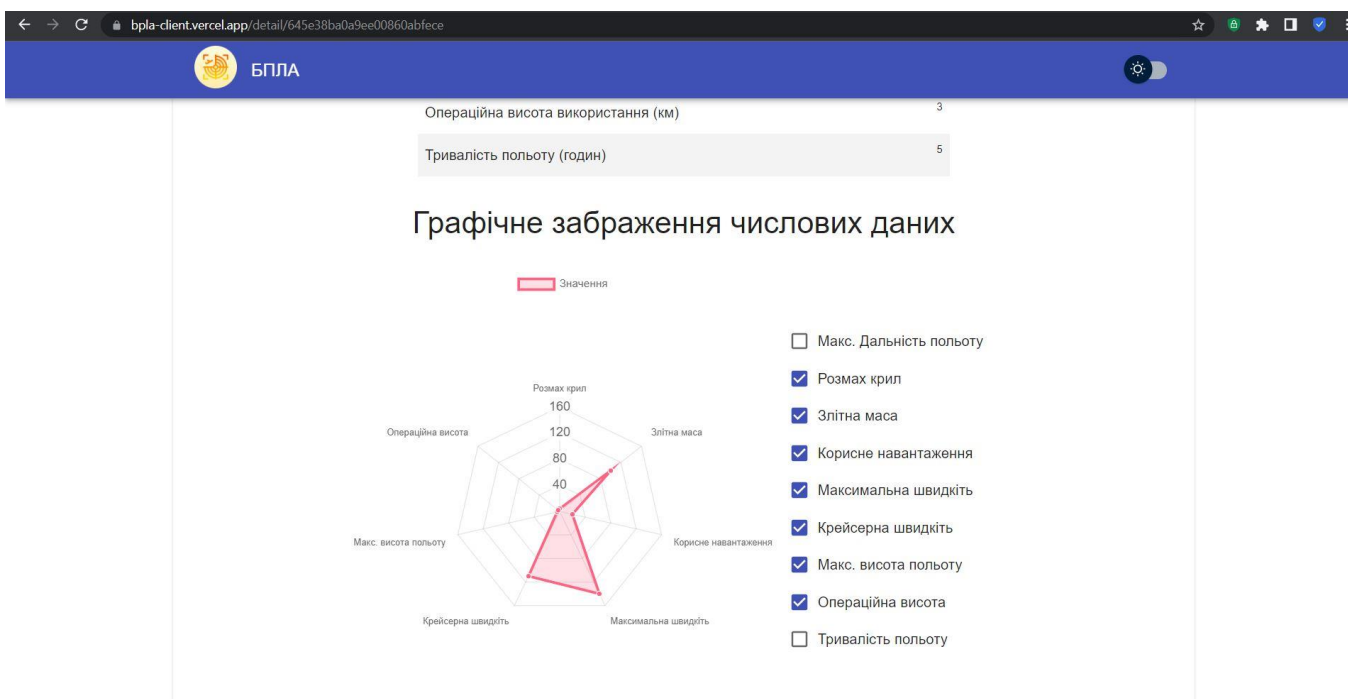 bpla-client.vercel.app/detail/645e38ba0a9ee00860abfece
БПЛА
Операційна висота використання (км) 3
Тривалість польоту (годин) 5
Графічне забраження числових даних
Значення
Розмах крил
160
120
80
40
Операційна висота
Злітна маса
Макс. висота польоту
Корисне навантаження
Крейсерна швидкіть
Максимальна швидкіть
Макс. Дальність польоту
Розмах крил
Злітна маса
Корисне навантаження
Максимальна швидкіть
Крейсерна швидкіть
Макс. висота польоту
Операційна висота
Тривалість польоту